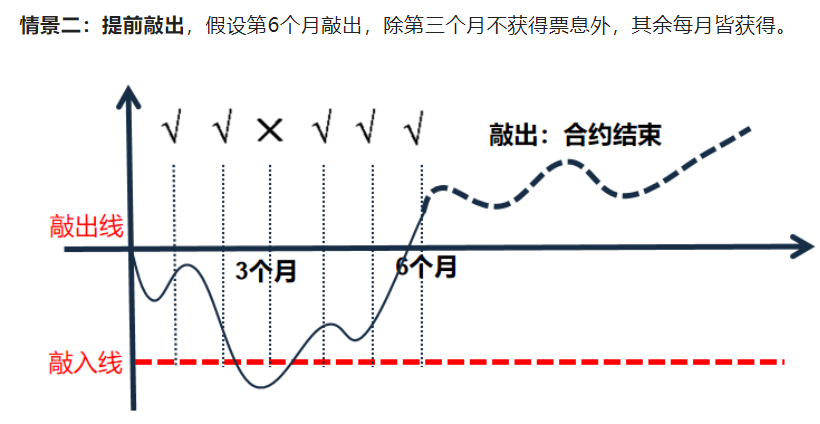 情景二：提前敲出，假设第6个月敲出，除第三个月不获得票息外，其余每月皆获得。
√ √ × √ √ √
敲出：合约结束
敲出线
3个月
6个月
敲入线